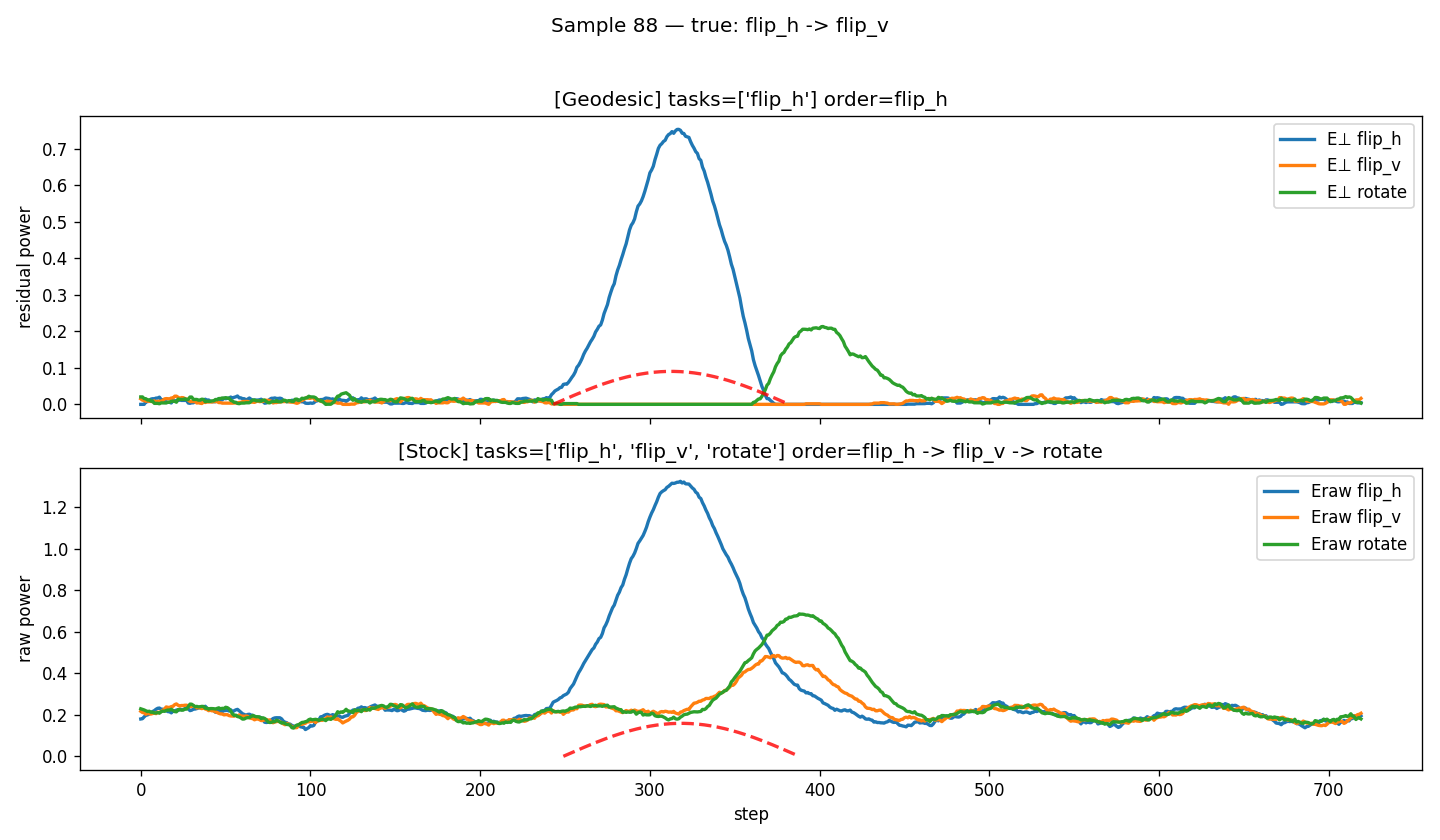 Sample 88 — true: flip_h -> flip_v
[Geodesic] tasks=['flip_h'] order=flip_h
residual power
0.7
0.6
0.5
0.4
0.3
0.2
0.1
0.0
E⊥ flip_h
E⊥ flip_v
E⊥ rotate
[Stock] tasks=['flip_h', 'flip_v', 'rotate'] order=flip_h -> flip_v -> rotate
raw power
1.2
1.0
0.8
0.6
0.4
0.2
0.0
Eraw flip_h
Eraw flip_v
Eraw rotate
0 100 200 300 400 500 600 700
step